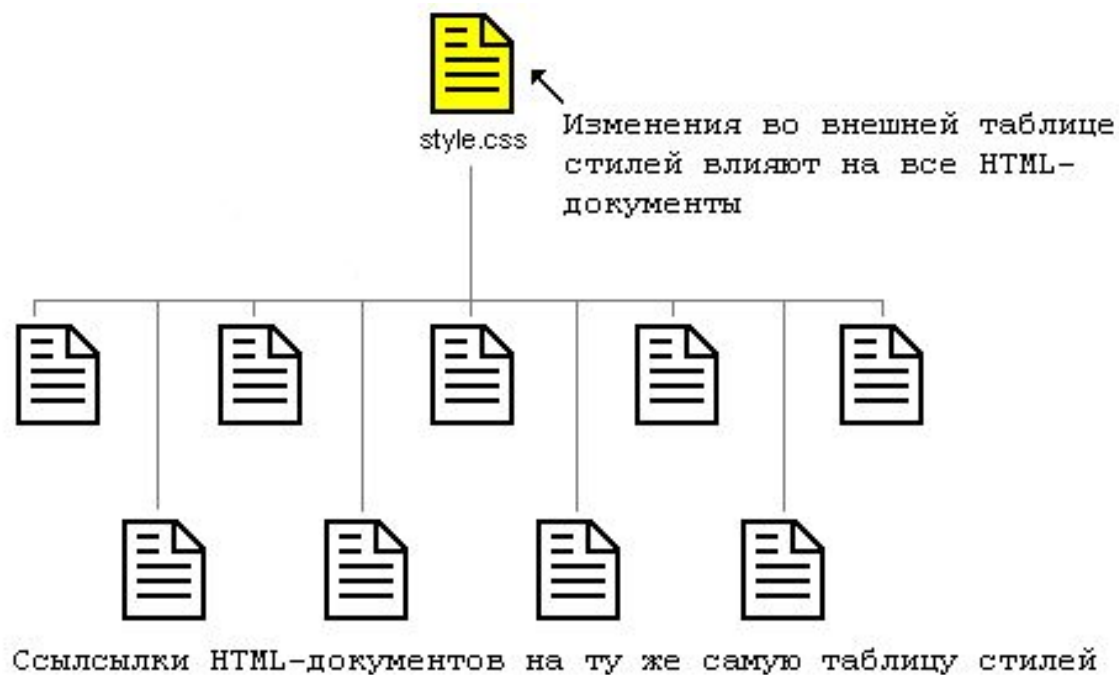 style.css
Изменения во внешней таблице
стилей влияют на все HTML-
документы
Ссылсылки HTML-документов на ту же самую таблицу стилей